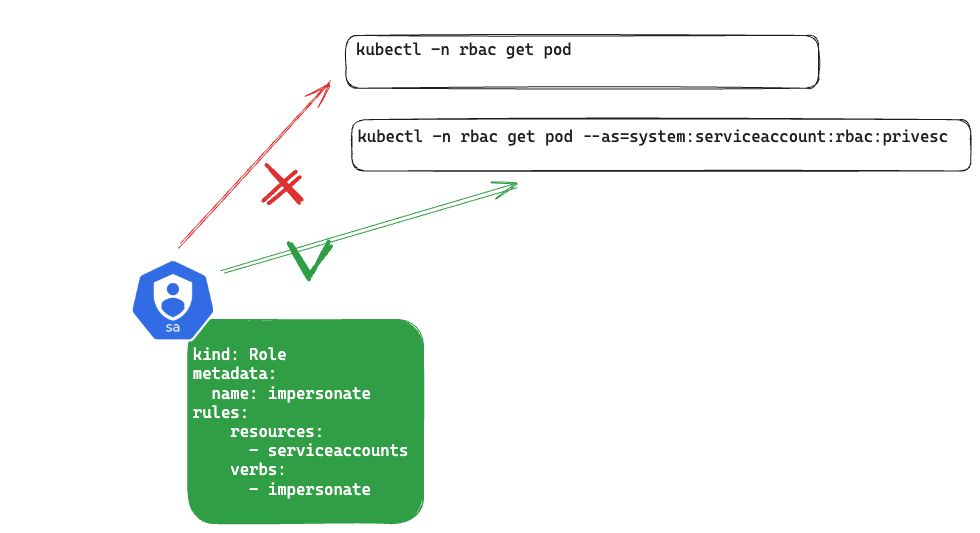 kubectl -n rbac get pod
kubectl -n rbac get pod --as=system:serviceaccount:rbac:privesc
sa
kind: Role
metadata:
  name: impersonate
rules:
    resources:
      - serviceaccounts
    verbs:
      - impersonate